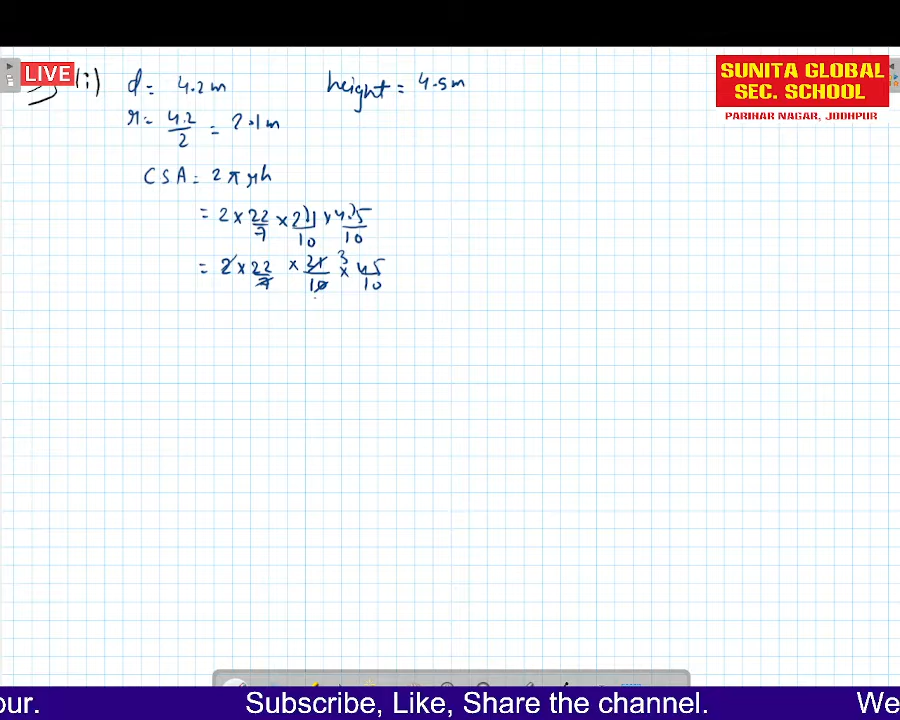 LIVE
(i) d = 4.2 m height = 4.5 m
r = 4.2/2 = 2.1 m
CSA = 2πrh
= 2 × 22/7 × 2.1/10 × 4.5/10
= 2 × 22/7 × 21/10 3 × 45/10
SUNITA GLOBAL
SEC. SCHOOL
PARIHAR NAGAR, JODHPUR
our. Subscribe, Like, Share the channel. We